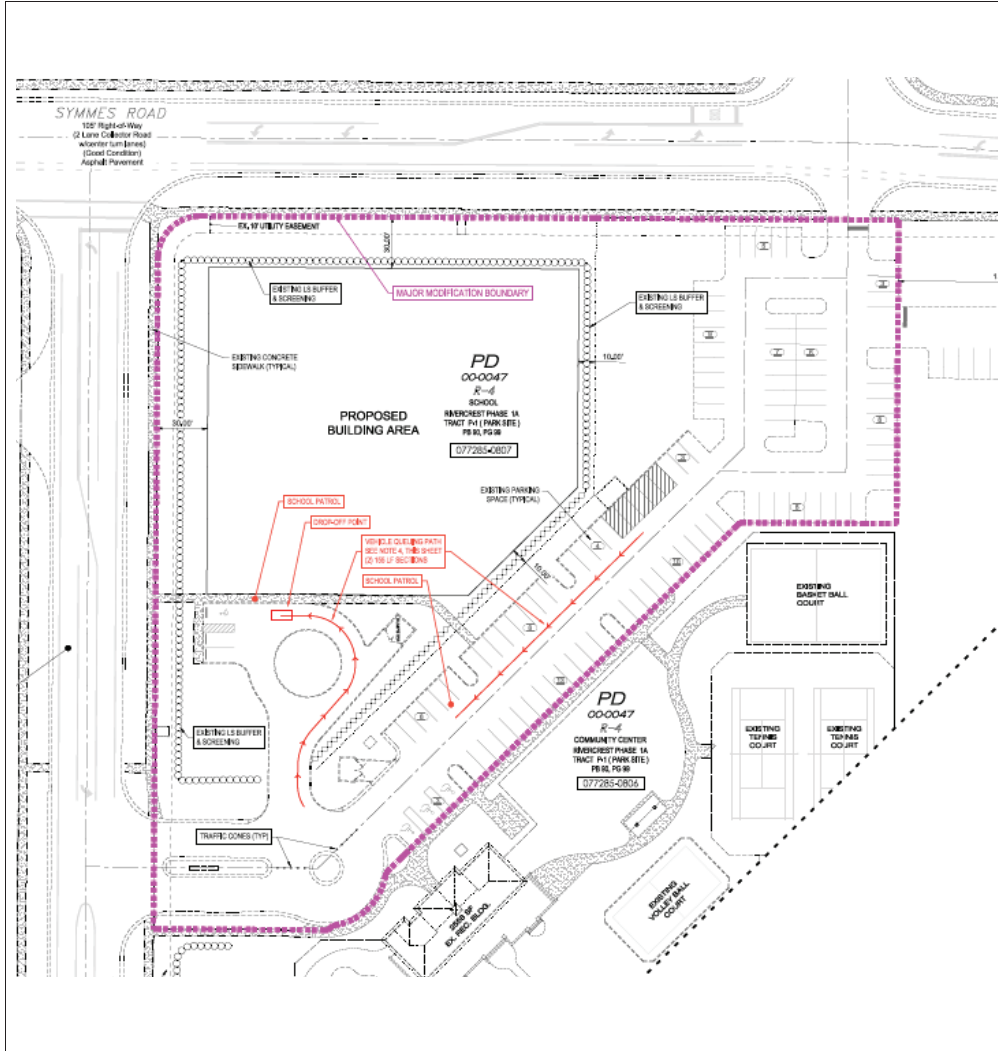 SYMMES ROAD
105' Right-of-Way
(2 Lane Collector Road
w/center turn lanes)
(Good Condition)
Asphalt Pavement
EX. 10' UTILITY EASEMENT
30.00'
EXISTING LS BUFFER
& SCREENING
MAJOR MODIFICATION BOUNDARY
EXISTING LS BUFFER
& SCREENING
EXISTING CONCRETE
SIDEWALK (TYPICAL)
10.00'
PD
00-0047
R-4
SCHOOL
RIVERCREST PHASE 1A
TRACT P-1 ( PARK SITE )
PB 90, PG 99
077285-0807
PROPOSED
BUILDING AREA
30.00'
EXISTING PARKING
SPACE (TYPICAL)
SCHOOL PATROL
DROP-OFF POINT
VEHICLE QUEUING PATH
SEE NOTE 4, THIS SHEET
SCHOOL PATROL
10.00'
EXISTING
BASKET BALL
COURT
PD
00-0047
R-4
COMMUNITY CENTER
RIVERCREST PHASE 1A
TRACT P-1 ( PARK SITE )
PB 90, PG 99
077285-0806
EXISTING
TENNIS
COURT
EXISTING
TENNIS
COURT
EXISTING LS BUFFER
& SCREENING
TRAFFIC CONES (TYP)
EX. REC. BLDG.
EXISTING
VOLLEY BALL
COURT